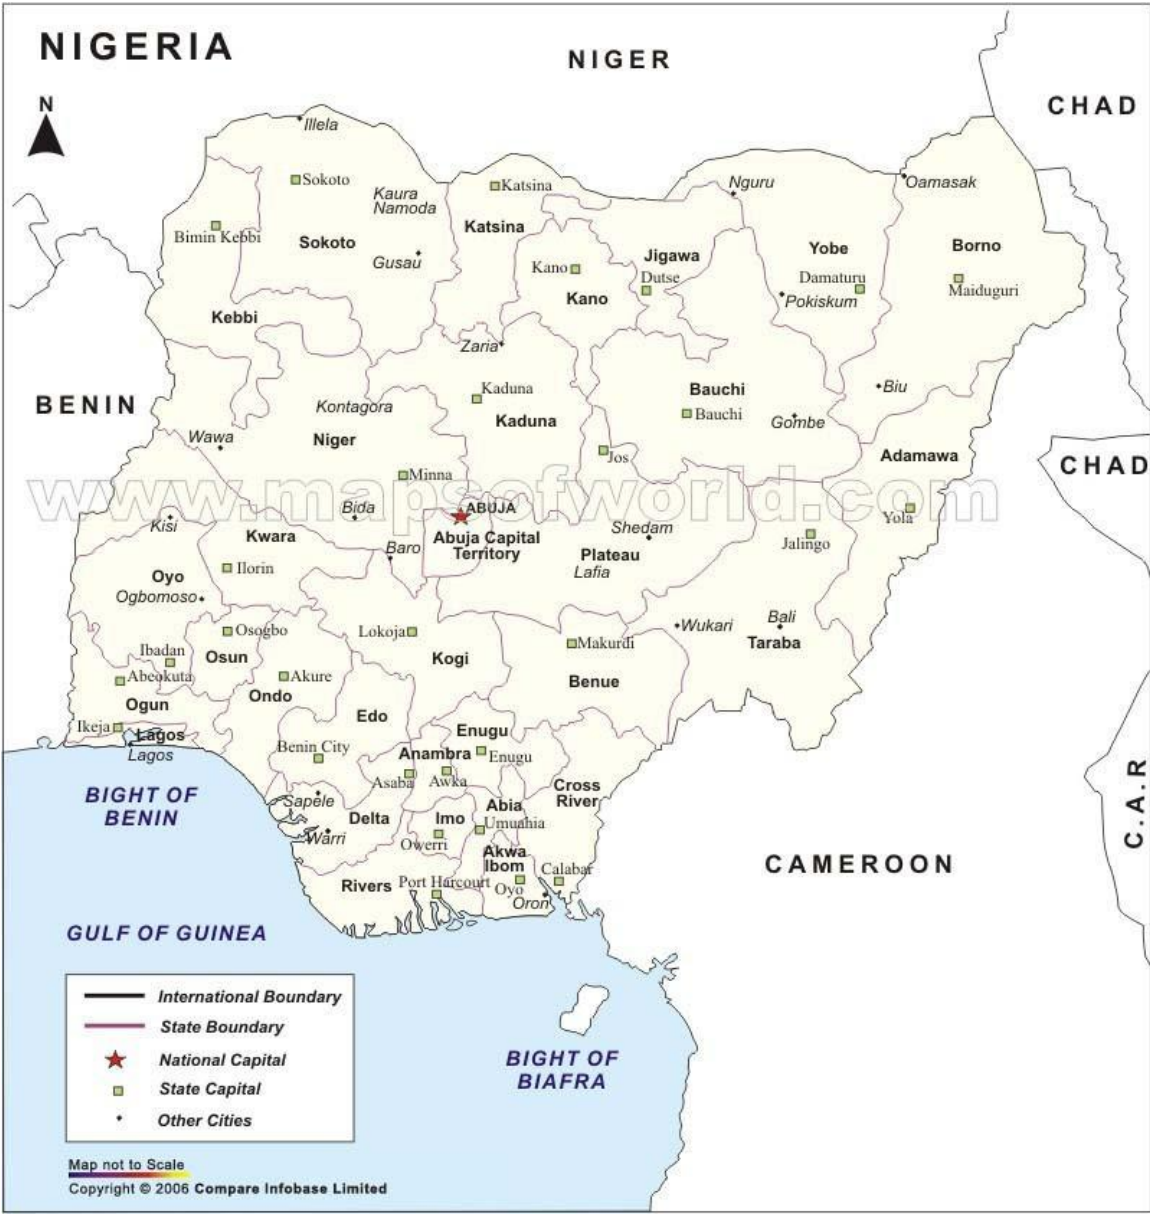 NIGERIA
NIGER
CHAD
N
Illela
Sokoto
Katsina
Nguru
Oamasak
Kaura
Namoda
Bimin Kebbi
Sokoto
Katsina
Gusau
Jigawa
Yobe
Borno
Kano
Dutse
Damaturu
Maiduguri
Kano
Pokiskum
Kebbi
Zaria
BENIN
Kaduna
Bauchi
Biu
Kontagora
Kaduna
Bauchi
Gombe
Wawa
Niger
Jos
Adamawa
CHAD
Minna
www.mapsofworld.com
Kisi
Bida
ABUJA
Shedam
Yola
Kwara
Baro
Abuja Capital
Territory
Plateau
Lafia
Jalingo
Oyo
Ilorin
Ogbomoso
Osogbo
Lokoja
Makurdi
Wukari
Bali
Taraba
Ibadan
Osun
Kogi
Abeokuta
Akure
Benue
Ogun
Ondo
Edo
Ikeja
Lagos
Lagos
Enugu
Benin City
Anambra
Enugu
Asaba
Awka
Cross
River
BIGHT OF
BENIN
Sapele
Delta
Imo
Abia
Umuahia
Warri
Owerri
Akwa
Ibom
CAMEROON
C.A.R
Rivers
Port Harcourt
Oyo
Calabar
Oron
GULF OF GUINEA
International Boundary
State Boundary
National Capital
State Capital
Other Cities
BIGHT OF
BIAFRA
Map not to Scale
Copyright © 2006 Compare Infobase Limited